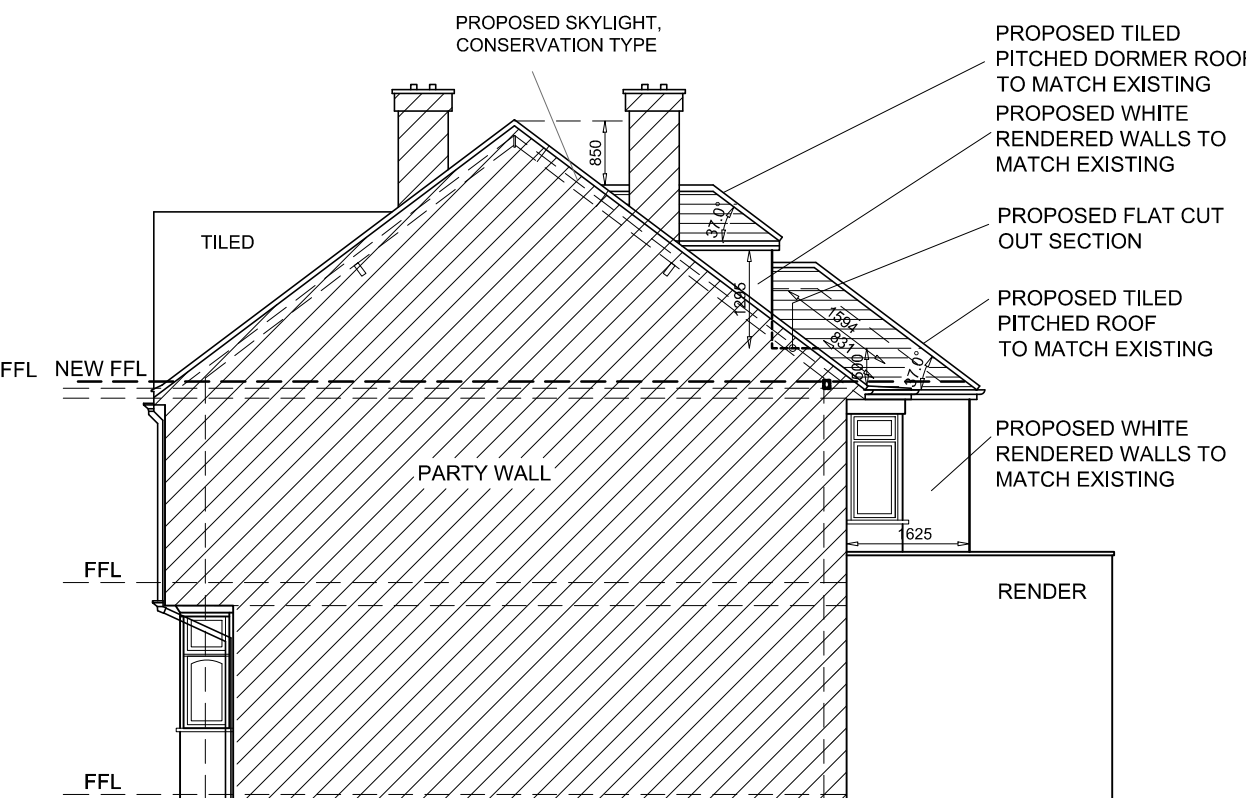 PROPOSED SKYLIGHT,
CONSERVATION TYPE
PROPOSED TILED
PITCHED DORMER ROOF
TO MATCH EXISTING
PROPOSED WHITE
RENDERED WALLS TO
MATCH EXISTING
850
37.0°
TILED
PROPOSED FLAT CUT
OUT SECTION
1295
1594
831
600
37.0°
PROPOSED TILED
PITCHED ROOF
TO MATCH EXISTING
FFL
NEW FFL
PARTY WALL
PROPOSED WHITE
RENDERED WALLS TO
MATCH EXISTING
1625
FFL
RENDER
FFL